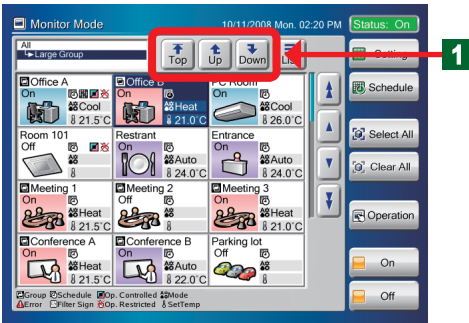 Monitor Mode 10/11/2008 Mon. 02:20 PM Status: On
All
Large Group
Top Up Down List
1
Setting
Office A Office B PC Room
On On On
Cool Heat Cool
21.5°C 21.0°C 26.0°C
Schedule
Room 101 Restrant Entrance
Off On On
Auto Auto
24.0°C 24.0°C
Select All
Clear All
Meeting 1 Meeting 2 Meeting 3
On Off On
Heat Heat
21.5°C 21.0°C
Operation
Conference A Conference B Parking lot
On On Off
Heat Auto
21.5°C 22.0°C
On
Off
Group Schedule Op. Controlled Mode
Error Filter Sign Op. Restricted SetTemp